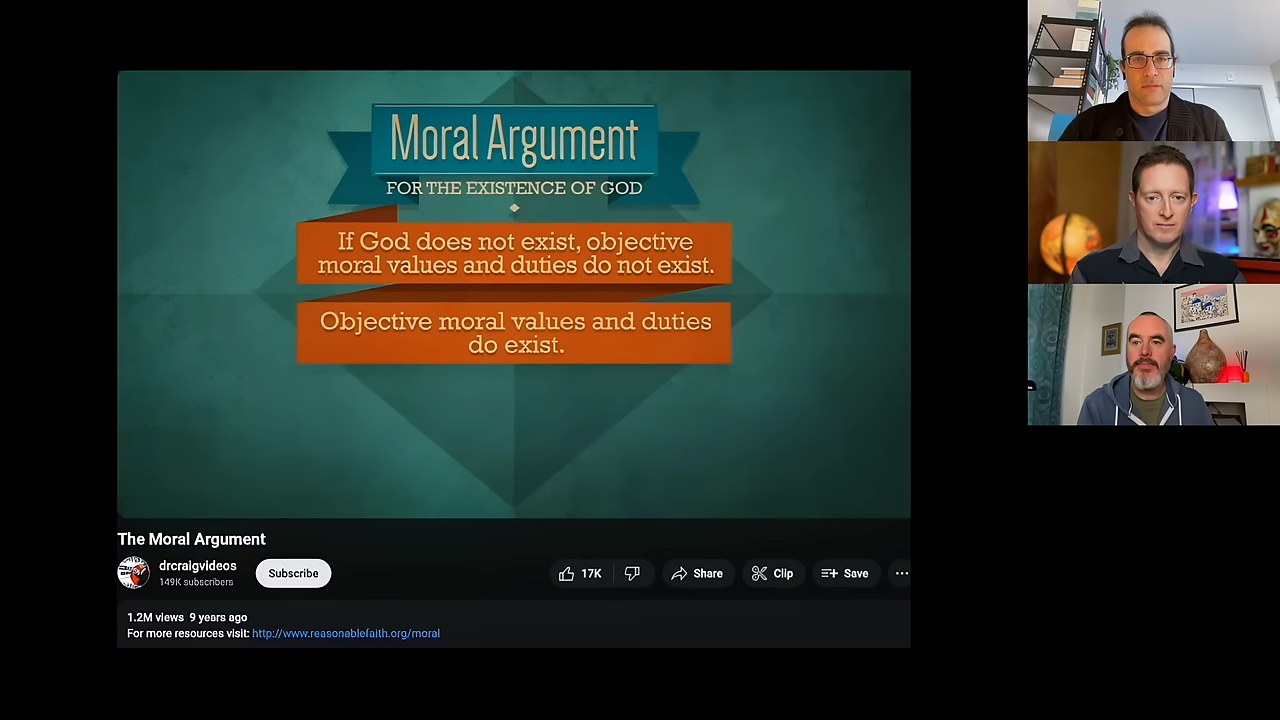 Moral Argument
FOR THE EXISTENCE OF GOD
If God does not exist, objective
moral values and duties do not exist.
Objective moral values and duties
do exist.
The Moral Argument
drcraigvideos
149K subscribers
Subscribe
17K
Share
Clip
Save
1.2M views 9 years ago
For more resources visit: http://www.reasonablefaith.org/moral